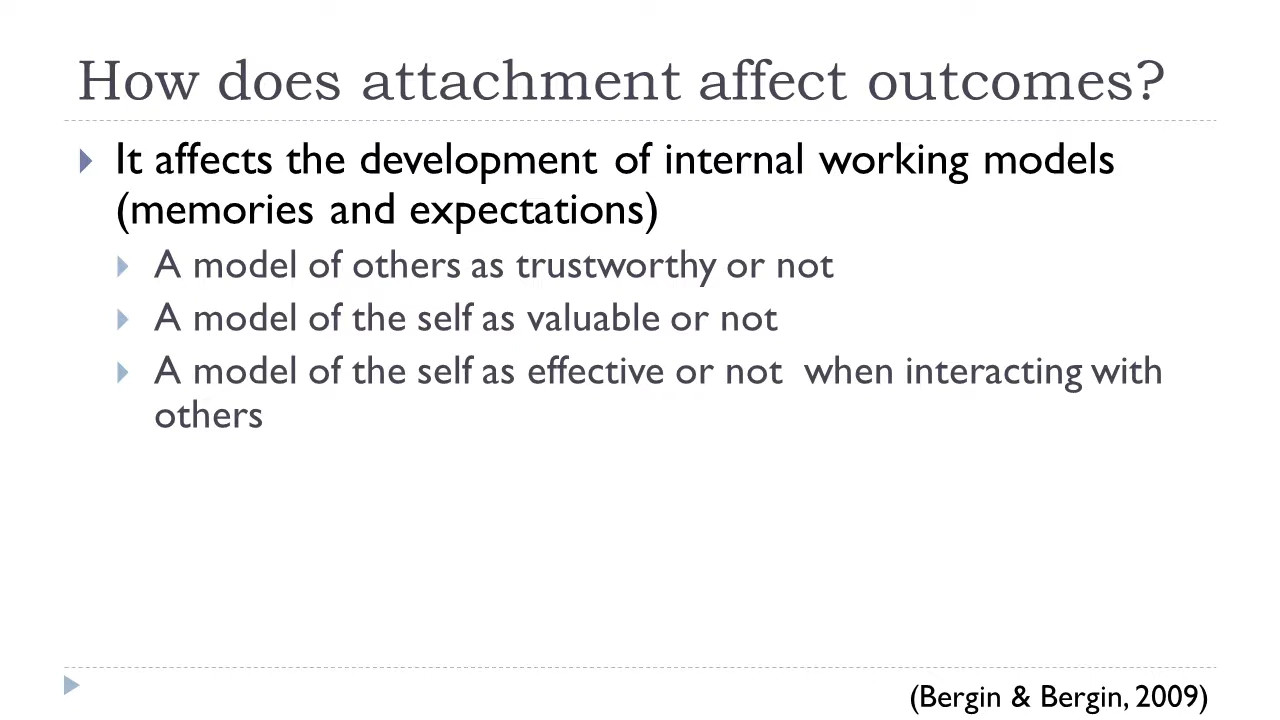 How does attachment affect outcomes?
It affects the development of internal working models
(memories and expectations)
A model of others as trustworthy or not
A model of the self as valuable or not
A model of the self as effective or not  when interacting with
others
(Bergin & Bergin, 2009)